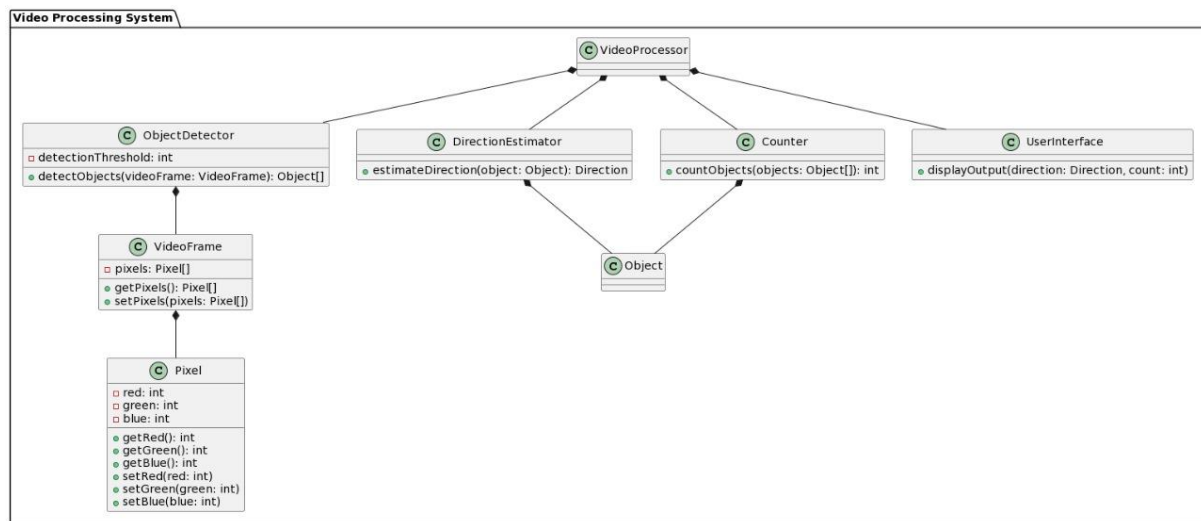 Video Processing System
C VideoProcessor
C ObjectDetector
detectionThreshold: int
detectObjects(videoFrame: VideoFrame): Object[]
C DirectionEstimator
estimateDirection(object: Object): Direction
C Counter
countObjects(objects: Object[]): int
C UserInterface
displayOutput(direction: Direction, count: int)
C VideoFrame
pixels: Pixel[]
getPixels(): Pixel[]
setPixels(pixels: Pixel[])
C Object
C Pixel
red: int
green: int
blue: int
getRed(): int
getGreen(): int
getBlue(): int
setRed(red: int)
setGreen(green: int)
setBlue(blue: int)